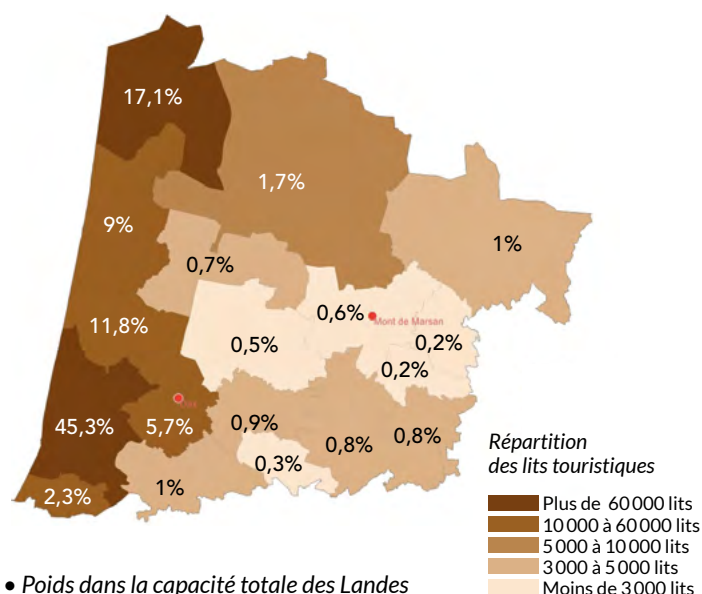 17,1%
1,7%
9%
1%
0,7%
0,6%
Mont de Marsan
11,8%
0,5%
0,2%
0,2%
45,3%
5,7%
0,9%
0,8%
0,8%
0,3%
2,3%
1%
Répartition
des lits touristiques
Plus de 60 000 lits
10 000 à 60 000 lits
5 000 à 10 000 lits
3 000 à 5 000 lits
Moins de 3 000 lits
• Poids dans la capacité totale des Landes